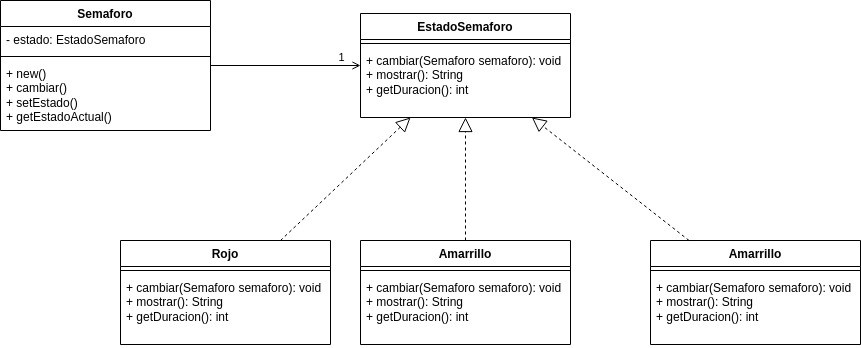 Semaforo
- estado: EstadoSemaforo
+ new()
+ cambiar()
+ setEstado()
+ getEstadoActual()
1
EstadoSemaforo
+ cambiar(Semaforo semaforo): void
+ mostrar(): String
+ getDuracion(): int
Rojo
+ cambiar(Semaforo semaforo): void
+ mostrar(): String
+ getDuracion(): int
Amarrillo
+ cambiar(Semaforo semaforo): void
+ mostrar(): String
+ getDuracion(): int
Amarrillo
+ cambiar(Semaforo semaforo): void
+ mostrar(): String
+ getDuracion(): int